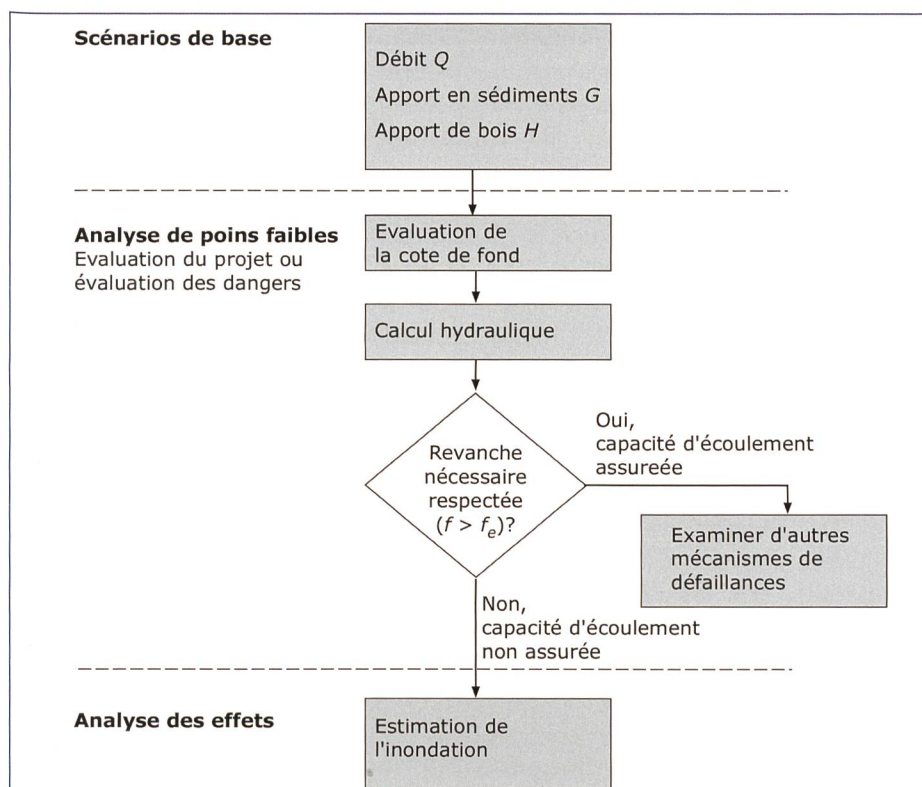 Scénarios de base
Débit Q
Apport en sédiments G
Apport de bois H
Analyse de poins faibles
Evaluation du projet ou
évaluation des dangers
Evaluation de
la cote de fond
Calcul hydraulique
Revanche
nécessaire
respectée
(f > fe)?
Oui,
capacité d'écoulement
assureée
Examiner d'autres
mécanismes de
défaillances
Non,
capacité d'écoulement
non assurée
Analyse des effets
Estimation de
l'inondation